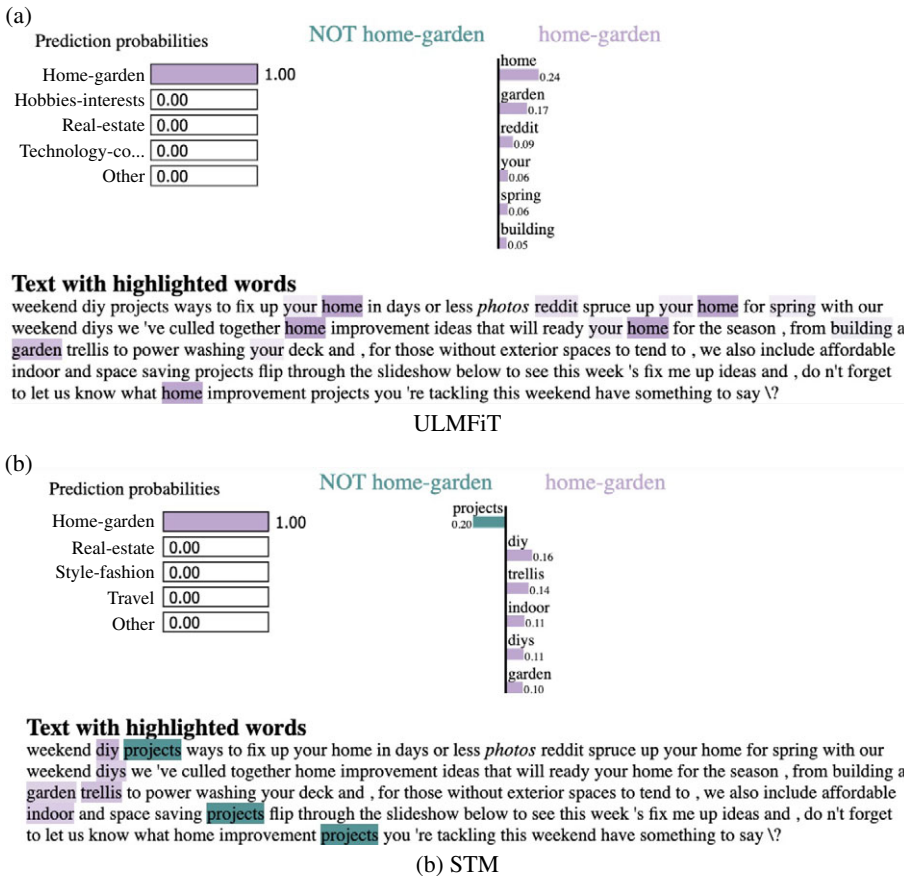 (a)
Prediction probabilities
Home-garden 1.00
Hobbies-interests 0.00
Real-estate 0.00
Technology-co... 0.00
Other 0.00
NOT home-garden home-garden
home
0.24
garden
0.17
reddit
0.09
your
0.06
spring
0.06
building
0.05
Text with highlighted words
weekend diy projects ways to fix up your home in days or less photos reddit spruce up your home for spring with our
weekend diys we 've culled together home improvement ideas that will ready your home for the season , from building a
garden trellis to power washing your deck and , for those without exterior spaces to tend to , we also include affordable
indoor and space saving projects flip through the slideshow below to see this week 's fix me up ideas and , do n't forget
to let us know what home improvement projects you 're tackling this weekend have something to say \?
ULMFiT
(b)
Prediction probabilities
Home-garden 1.00
Real-estate 0.00
Style-fashion 0.00
Travel 0.00
Other 0.00
NOT home-garden home-garden
projects
0.20
diy
0.16
trellis
0.14
indoor
0.11
diys
0.11
garden
0.10
Text with highlighted words
weekend diy projects ways to fix up your home in days or less photos reddit spruce up your home for spring with our
weekend diys we 've culled together home improvement ideas that will ready your home for the season , from building a
garden trellis to power washing your deck and , for those without exterior spaces to tend to , we also include affordable
indoor and space saving projects flip through the slideshow below to see this week 's fix me up ideas and , do n't forget
to let us know what home improvement projects you 're tackling this weekend have something to say \?
(b) STM